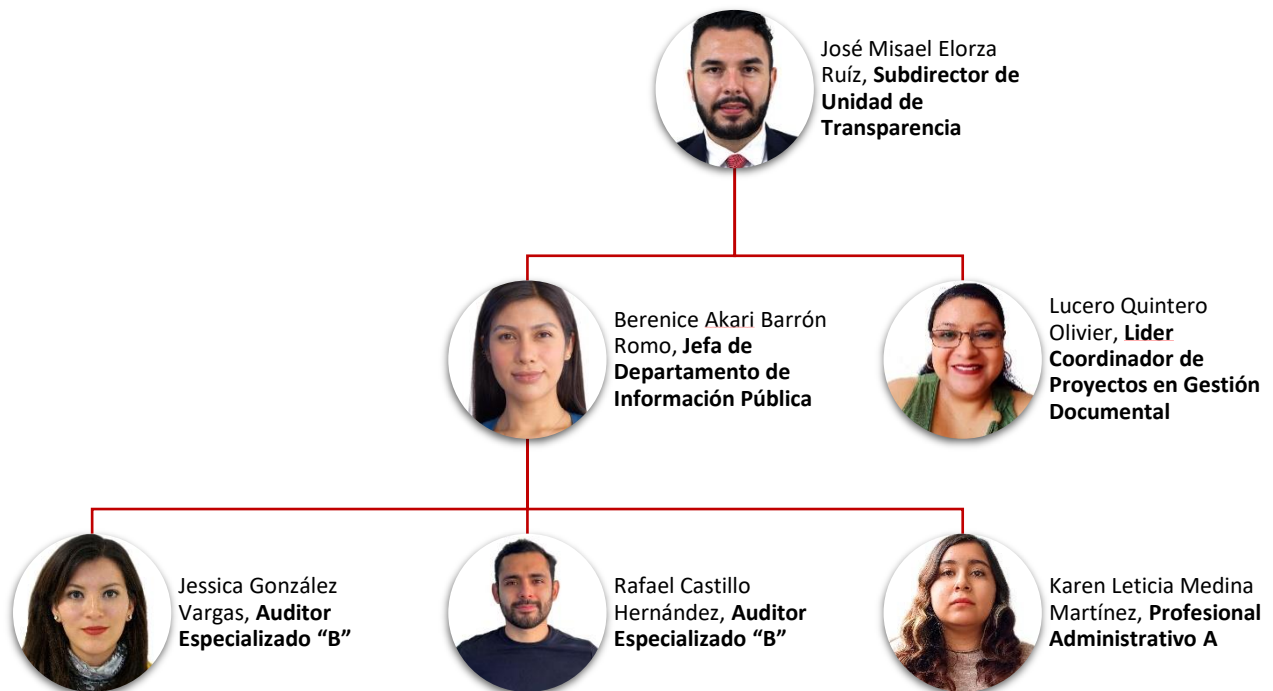 José Misael Elorza
Ruíz, Subdirector de
Unidad de
Transparencia
Berenice Akari Barrón
Romo, Jefa de
Departamento de
Información Pública
Lucero Quintero
Olivier, Lider
Coordinador de
Proyectos en Gestión
Documental
Jessica González
Vargas, Auditor
Especializado “B”
Rafael Castillo
Hernández, Auditor
Especializado “B”
Karen Leticia Medina
Martínez, Profesional
Administrativo A